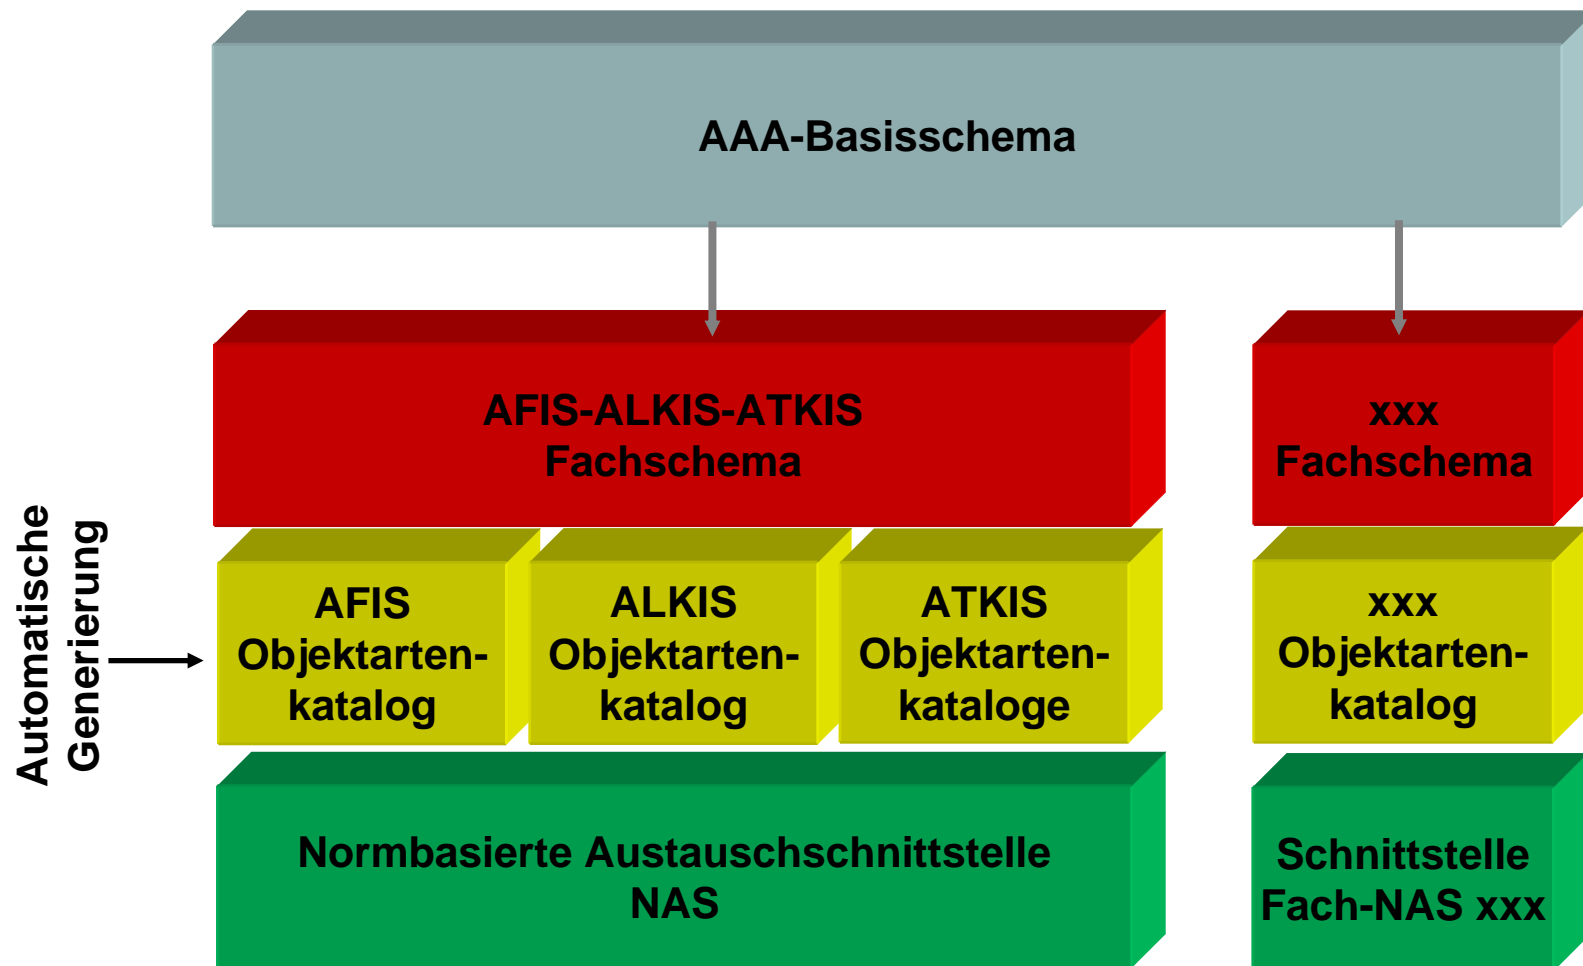 AAA-Basisschema
AFIS-ALKIS-ATKIS
Fachschema
xxx
Fachschema
Automatische
Generierung
AFIS
Objektarten-
katalog
ALKIS
Objektarten-
katalog
ATKIS
Objektarten-
kataloge
xxx
Objektarten-
katalog
Normbasierte Austauschschnittstelle
NAS
Schnittstelle
Fach-NAS xxx